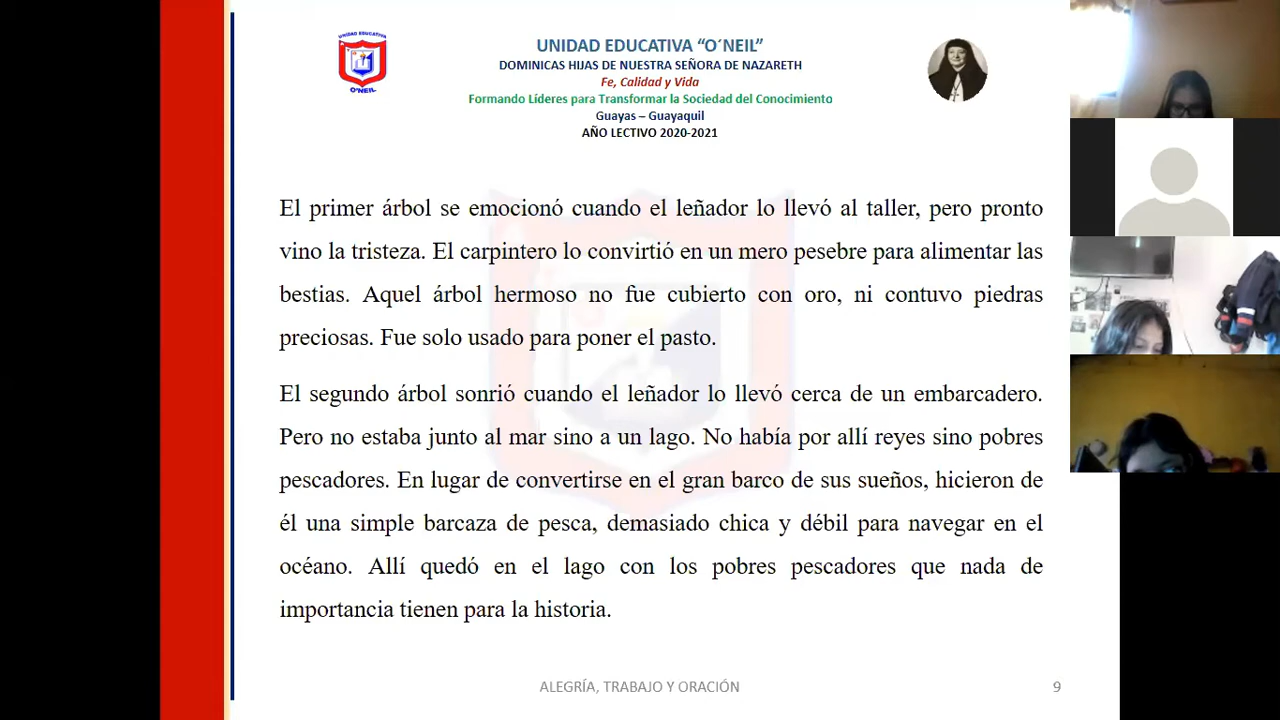 UNIDAD EDUCATIVA
O'NEIL
UNIDAD EDUCATIVA “O´NEIL”
DOMINICAS HIJAS DE NUESTRA SEÑORA DE NAZARETH
Fe, Calidad y Vida
Formando Líderes para Transformar la Sociedad del Conocimiento
Guayas – Guayaquil
AÑO LECTIVO 2020-2021
El primer árbol se emocionó cuando el leñador lo llevó al taller, pero pronto
vino la tristeza. El carpintero lo convirtió en un mero pesebre para alimentar las
bestias. Aquel árbol hermoso no fue cubierto con oro, ni contuvo piedras
preciosas. Fue solo usado para poner el pasto.
El segundo árbol sonrió cuando el leñador lo llevó cerca de un embarcadero.
Pero no estaba junto al mar sino a un lago. No había por allí reyes sino pobres
pescadores. En lugar de convertirse en el gran barco de sus sueños, hicieron de
él una simple barcaza de pesca, demasiado chica y débil para navegar en el
océano. Allí quedó en el lago con los pobres pescadores que nada de
importancia tienen para la historia.
ALEGRÍA, TRABAJO Y ORACIÓN
9